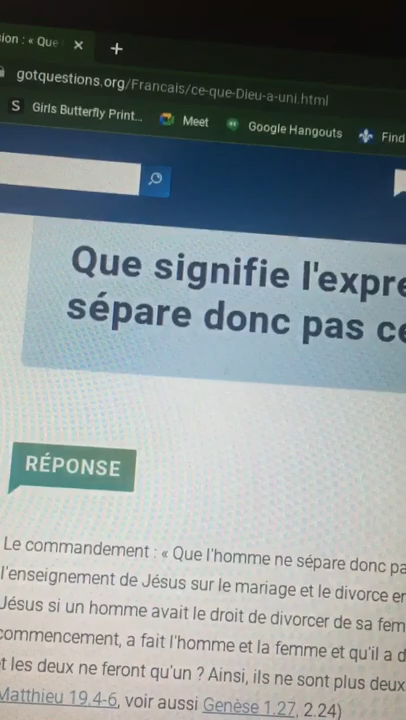 ion : « Que
gotquestions.org/Francais/ce-que-Dieu-a-uni.html
S Girls Butterfly Print... Meet Google Hangouts Find
Que signifie l'expre
sépare donc pas ce
RÉPONSE
Le commandement : « Que l'homme ne sépare donc pa
l'enseignement de Jésus sur le mariage et le divorce en
Jésus si un homme avait le droit de divorcer de sa fem
commencement, a fait l'homme et la femme et qu'il a d
t les deux ne feront qu'un ? Ainsi, ils ne sont plus deux
Matthieu 19.4-6, voir aussi Genèse 1.27, 2.24)